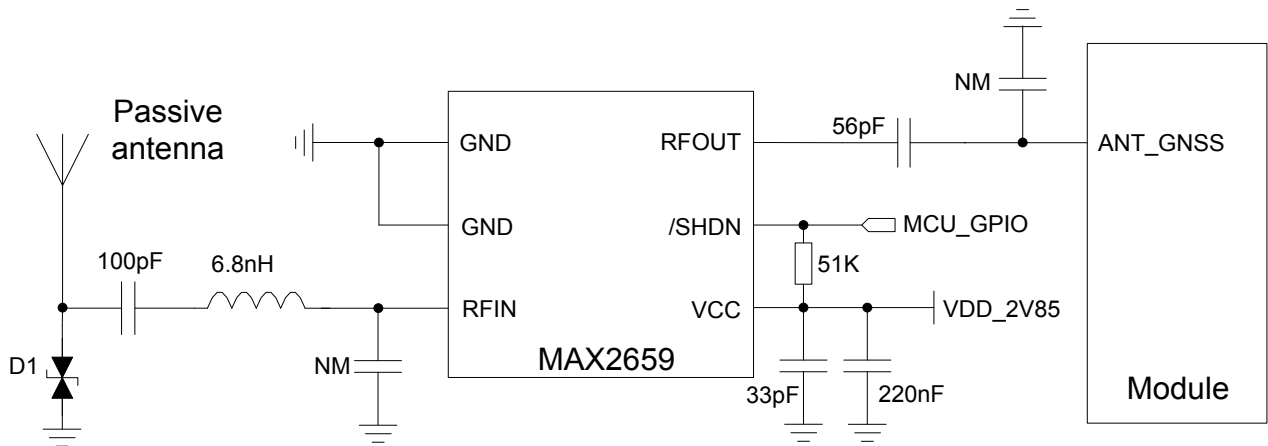 NM
Passive
antenna
56pF
GND
RFOUT
ANT_GNSS
GND
/SHDN
MCU_GPIO
100pF
6.8nH
51K
RFIN
VCC
VDD_2V85
D1
NM
MAX2659
33pF
220nF
Module